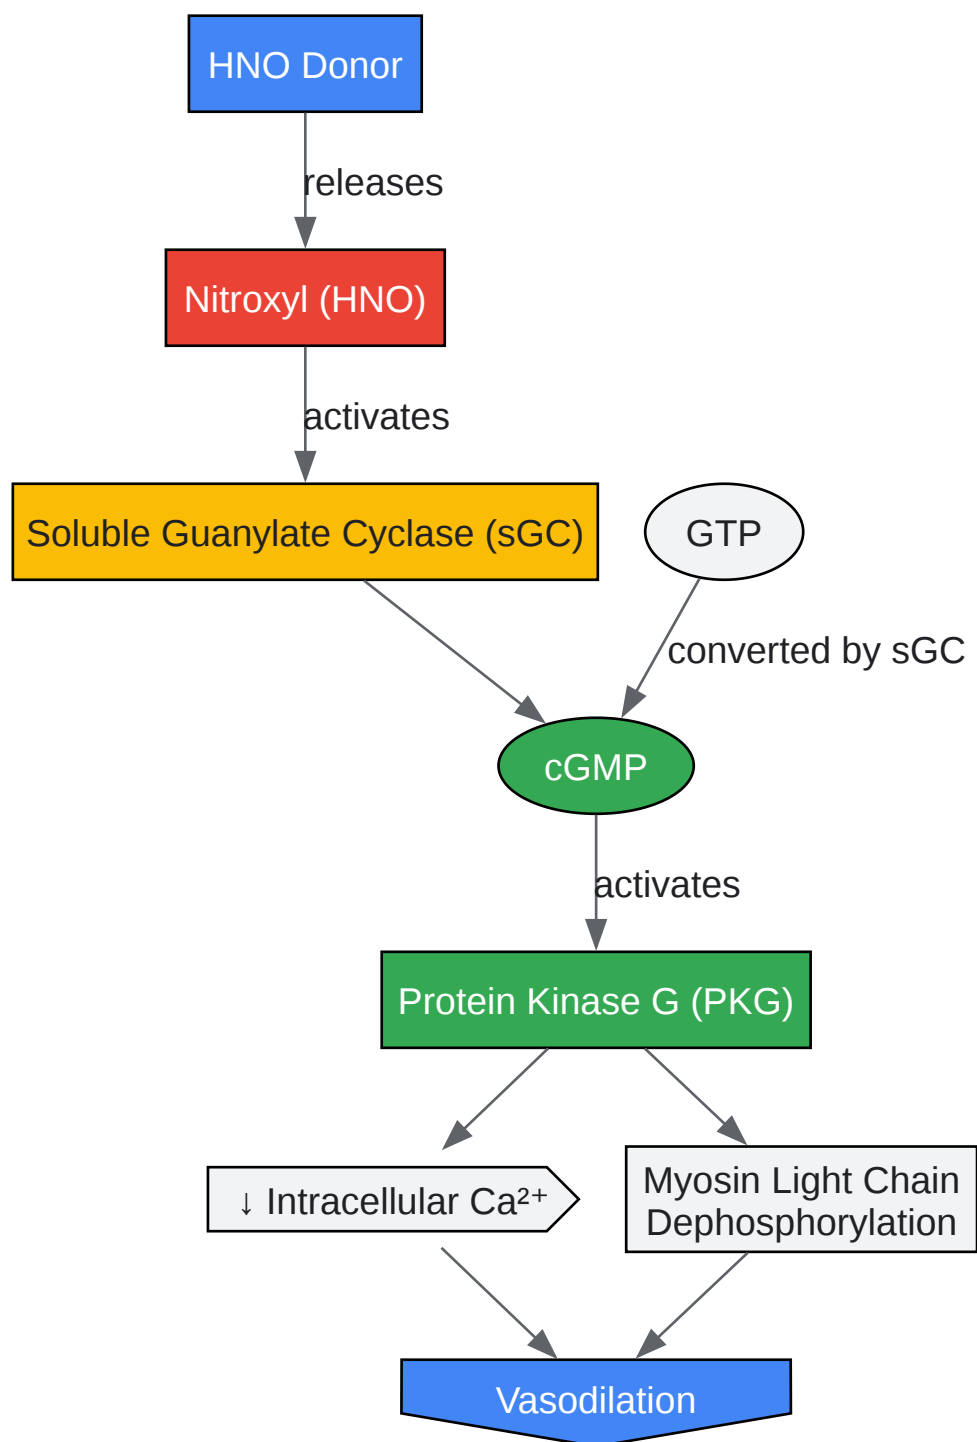 HNO Donor
releases
Nitroxyl (HNO)
activates
Soluble Guanylate Cyclase (sGC)
GTP
converted by sGC
cGMP
activates
Protein Kinase G (PKG)
↓ Intracellular Ca²⁺
Myosin Light Chain
Dephosphorylation
Vasodilation